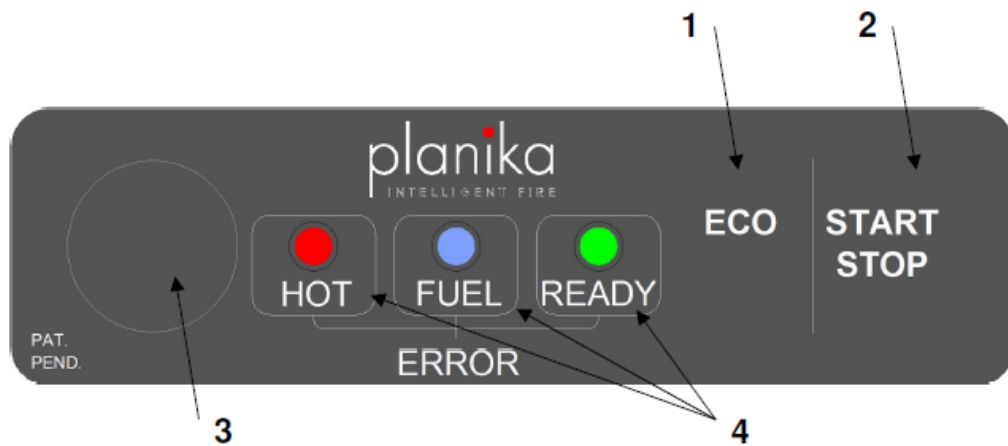 1
2
planika
INTELLIGENT FIRE
ECO
START
STOP
HOT
FUEL
READY
ERROR
PAT.
PEND.
3
4